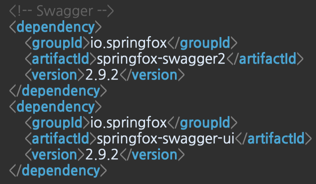 <!-- Swagger -->
<dependency>
<groupId>io.springfox</groupId>
<artifactId>springfox-swagger2</artifactId>
<version>2.9.2</version>
</dependency>
<dependency>
<groupId>io.springfox</groupId>
<artifactId>springfox-swagger-ui</artifactId>
<version>2.9.2</version>
</dependency>